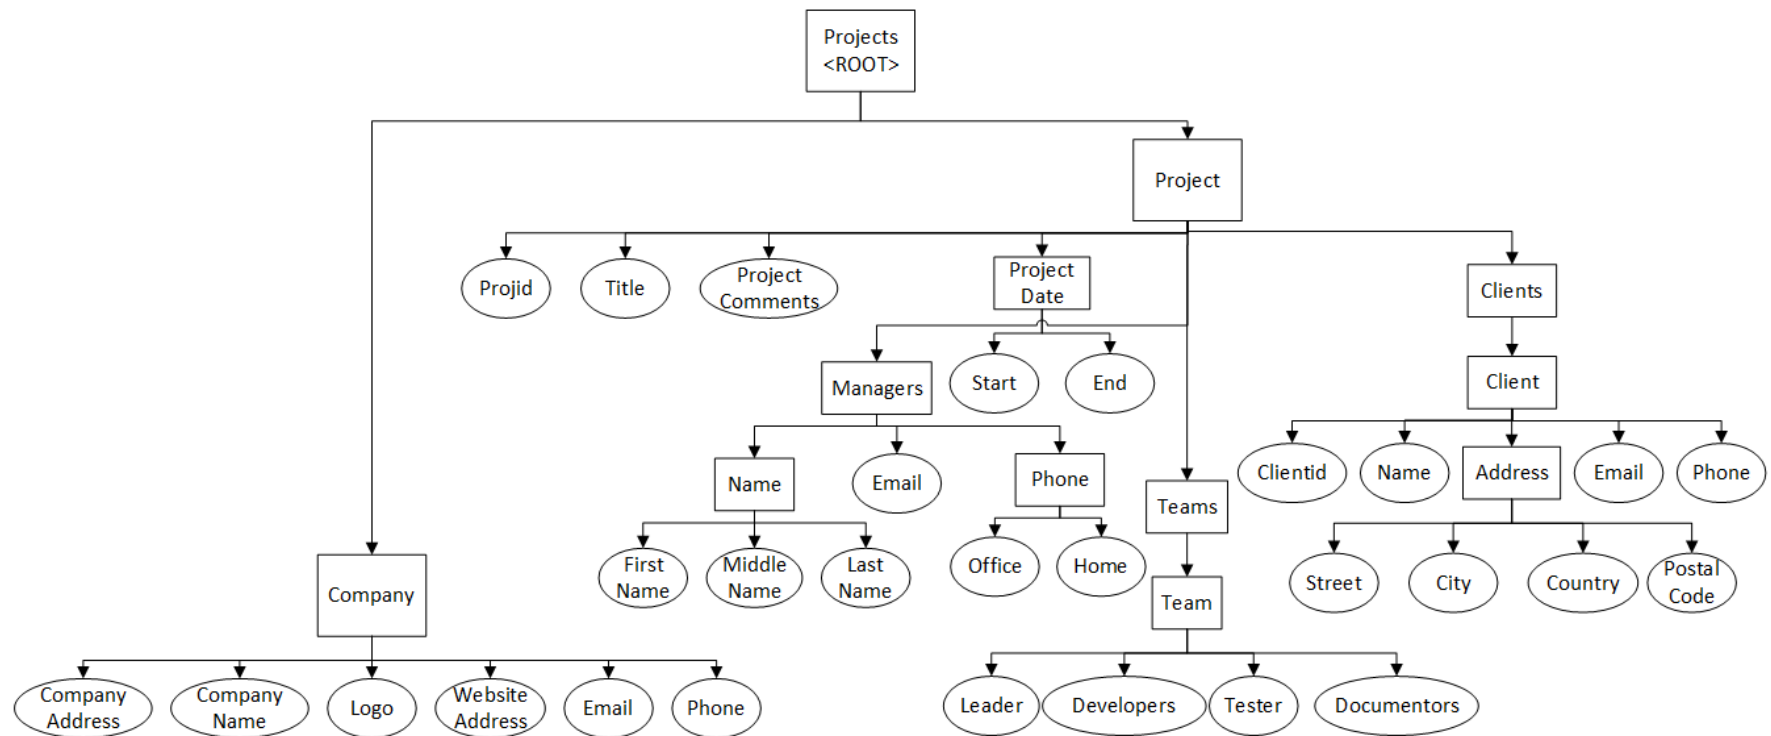 Projects
<ROOT>
Project
Projid
Title
Project
Comments
Project
Date
Clients
Managers
Start
End
Client
Name
Email
Phone
Clientid
Name
Address
Email
Phone
Teams
First
Name
Middle
Name
Last
Name
Office
Home
Street
City
Country
Postal
Code
Company
Team
Company
Address
Company
Name
Logo
Website
Address
Email
Phone
Leader
Developers
Tester
Documentors